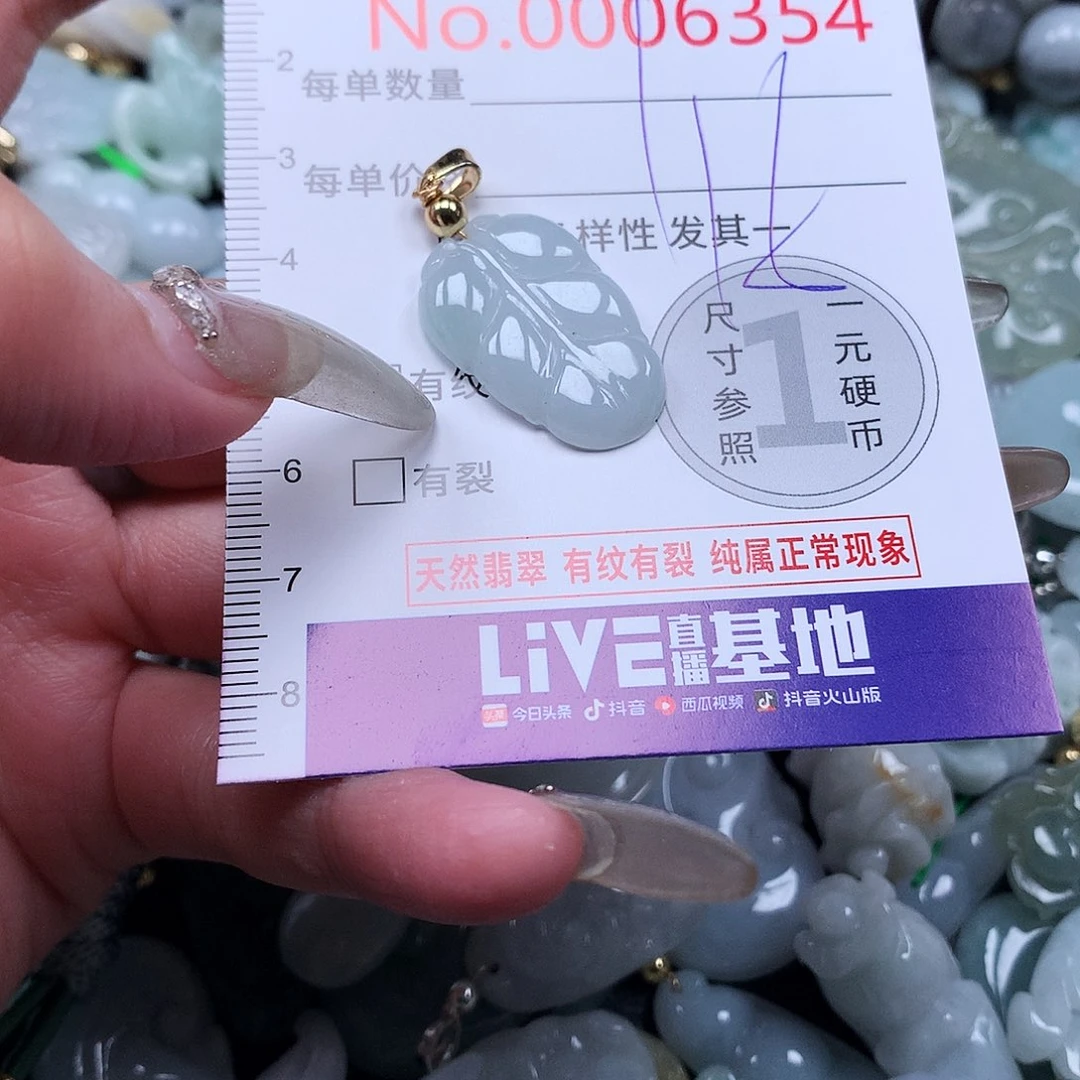 No.0006354
2
每单数量
3
每单价
样性 发其一
4
尺寸参照
1
一元硬币
有纹
6
有裂
天然翡翠 有纹有裂 纯属正常现象
7
LiVE直播基地
8
头条 今日头条 抖音 西瓜视频 抖音火山版